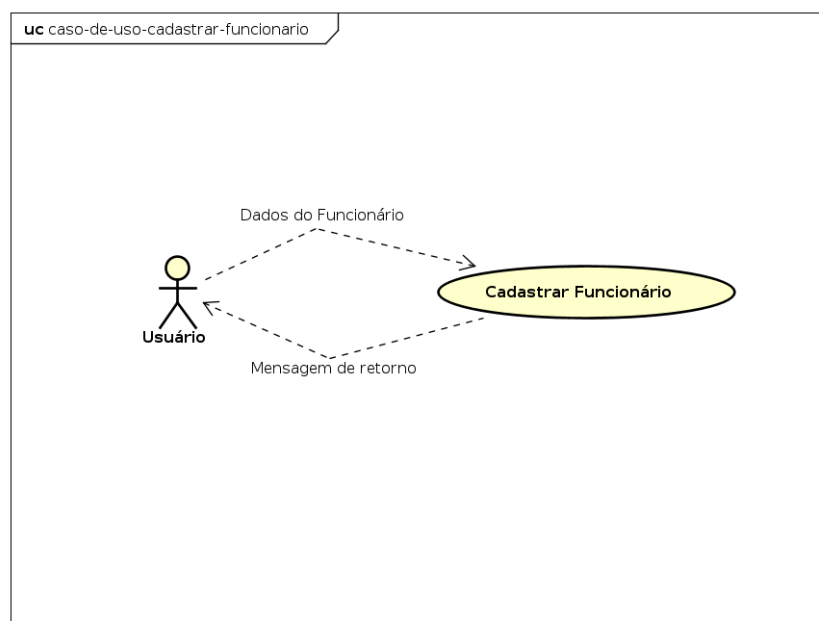 uc caso-de-uso-cadastrar-funcionario
Dados do Funcionário
Cadastrar Funcionário
Usuário
Mensagem de retorno